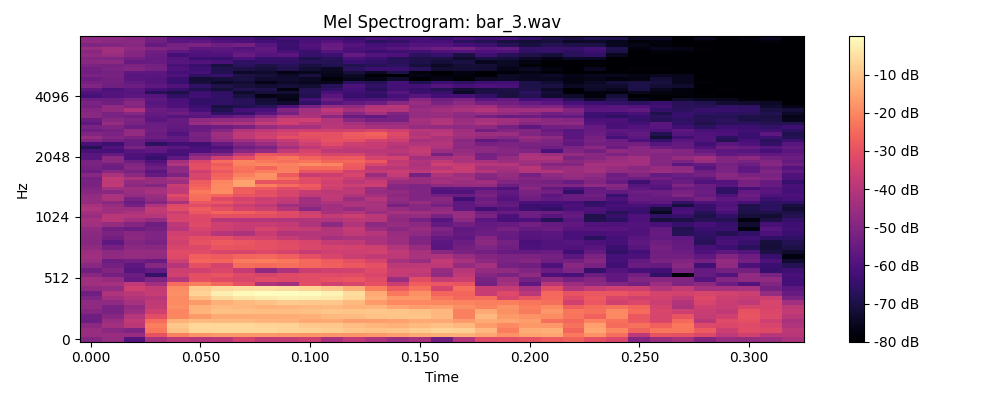 Mel Spectrogram: bar_3.wav
Hz
4096
2048
1024
512
0
0.000 0.050 0.100 0.150 0.200 0.250 0.300
Time
-10 dB
-20 dB
-30 dB
-40 dB
-50 dB
-60 dB
-70 dB
-80 dB